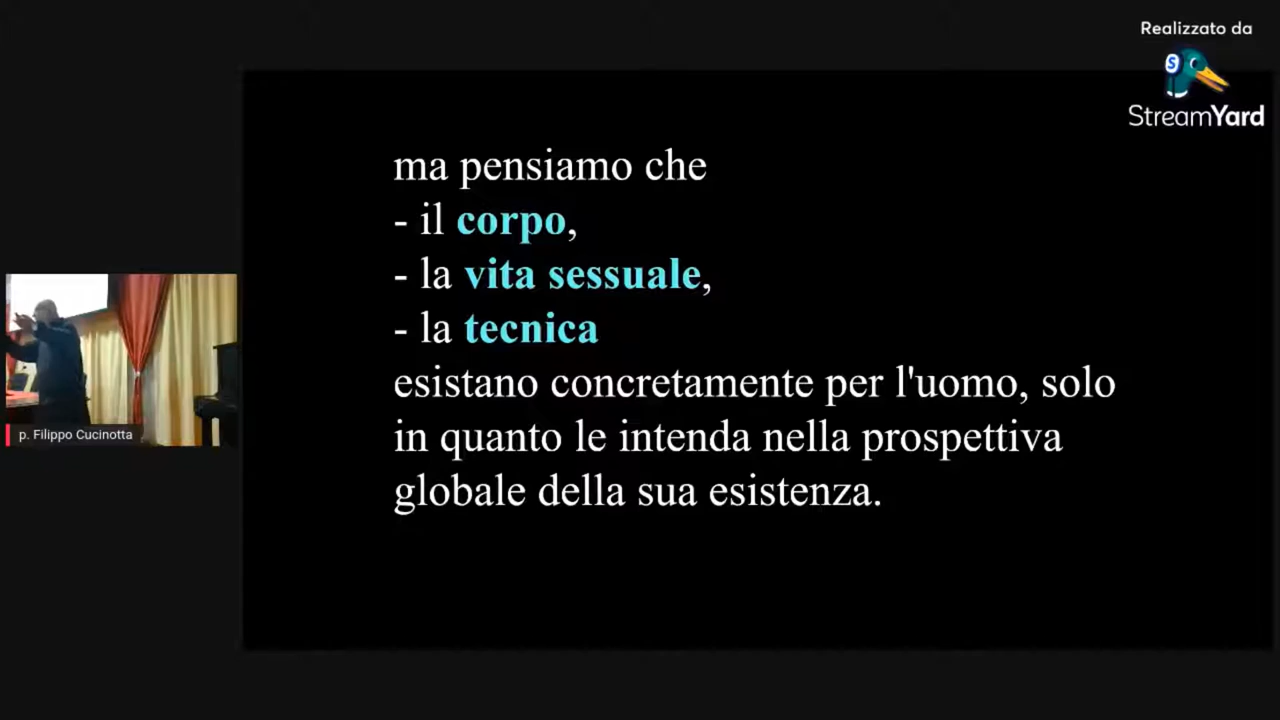 Realizzato da
StreamYard
ma pensiamo che
- il corpo,
- la vita sessuale,
- la tecnica
esistano concretamente per l'uomo, solo
in quanto le intenda nella prospettiva
globale della sua esistenza.
p. Filippo Cucinotta